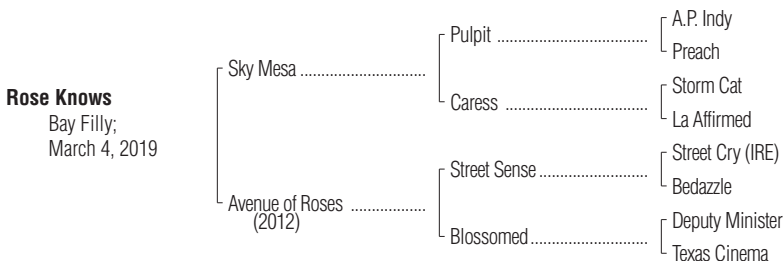 A.P. Indy
Pulpit ......................................
Preach
Sky Mesa ................................
Storm Cat
Caress ....................................
La Affirmed
Rose Knows
Bay Filly;
March 4, 2019
Street Cry (IRE)
Street Sense ...........................
Bedazzle
Avenue of Roses ...................
(2012)
Deputy Minister
Blossomed.............................
Texas Cinema